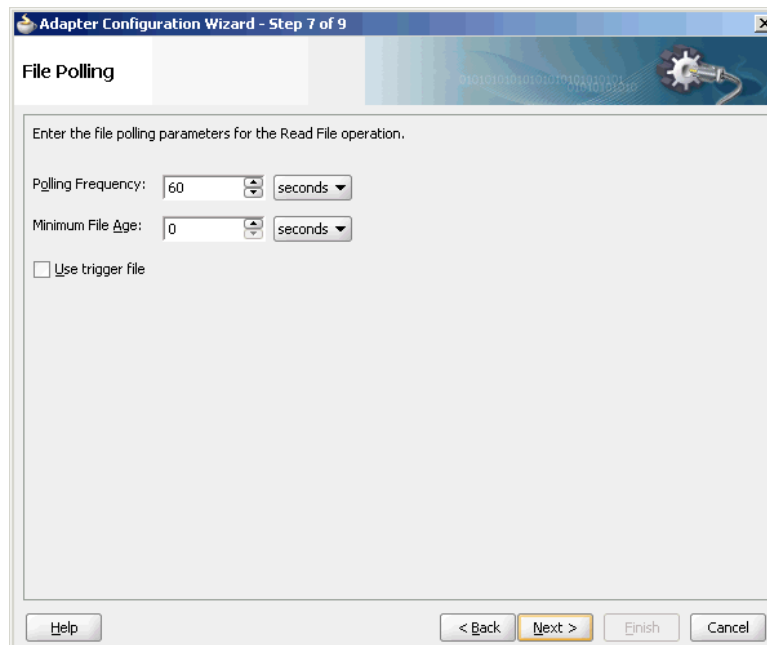 Adapter Configuration Wizard - Step 7 of 9
File Polling
Enter the file polling parameters for the Read File operation.
Polling Frequency: 60 seconds
Minimum File Age: 0 seconds
Use trigger file
Help < Back Next > Finish Cancel